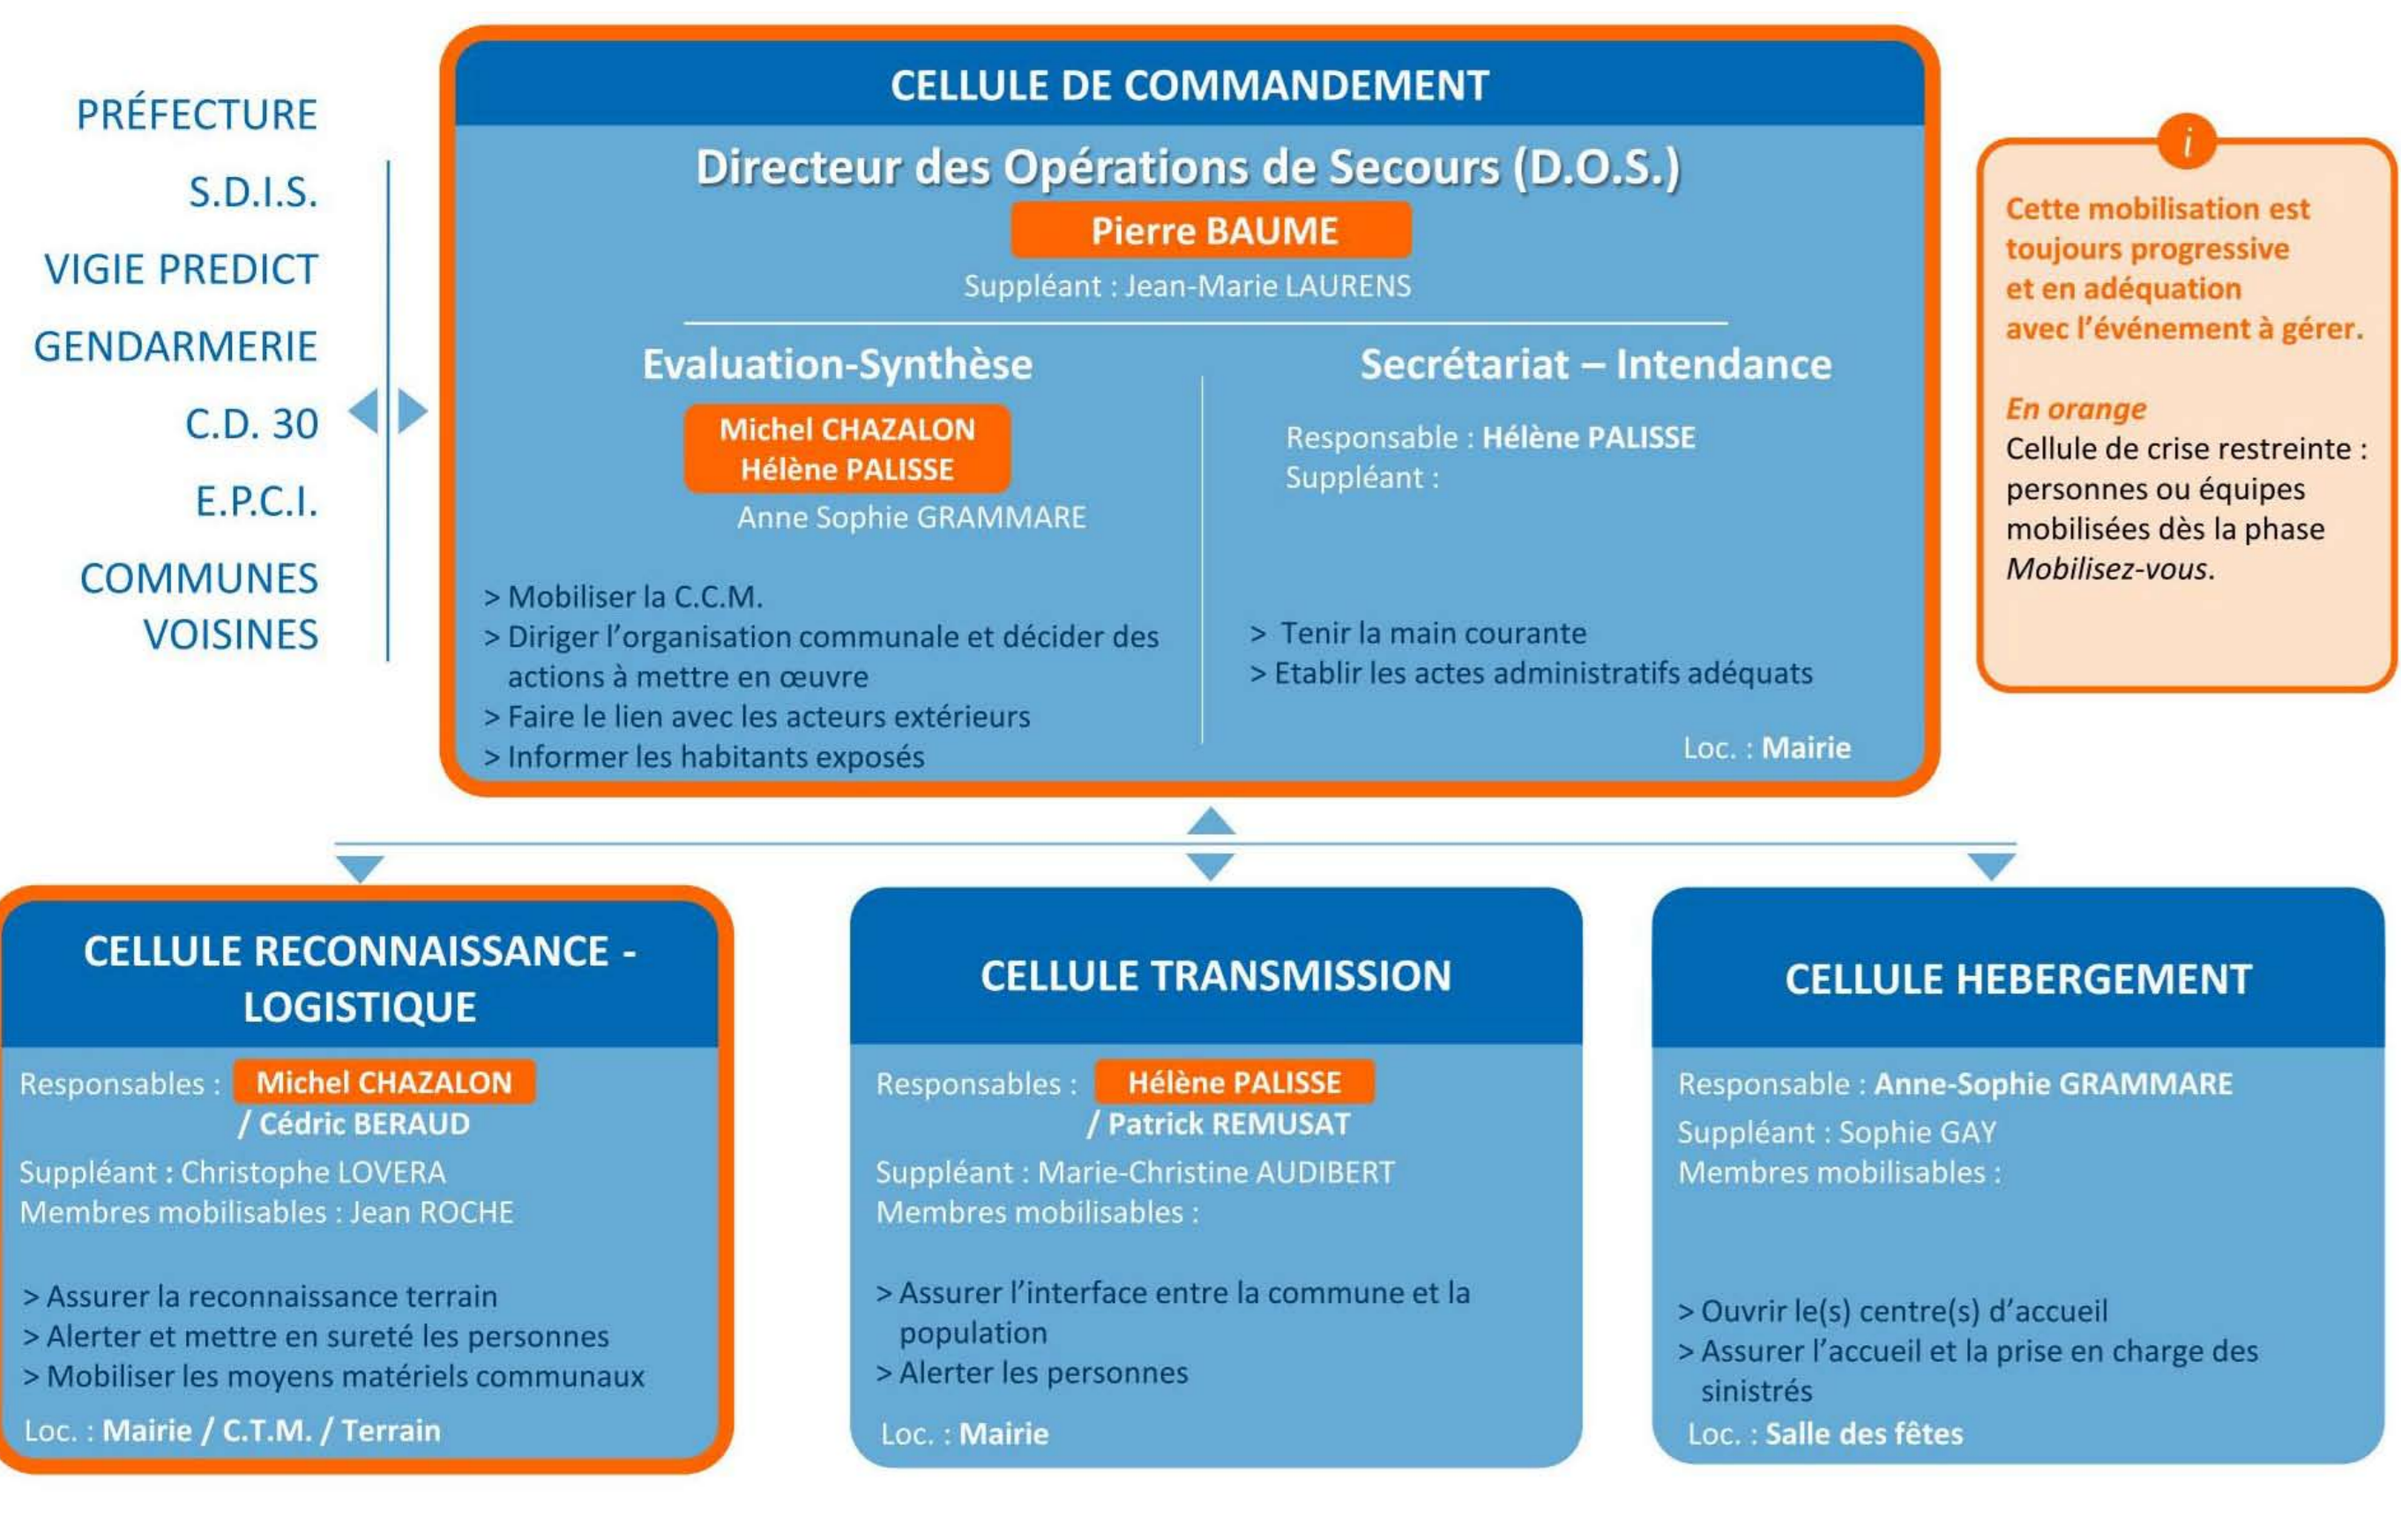 PRÉFECTURE
S.D.I.S.
VIGIE PREDICT
GENDARMERIE
C.D. 30
E.P.C.I.
COMMUNES
VOISINES
CELLULE DE COMMANDEMENT
Directeur des Opérations de Secours (D.O.S.)
Pierre BAUME
Suppléant : Jean-Marie LAURENS
Evaluation-Synthèse
Michel CHAZALON
Hélène PALISSE
Anne Sophie GRAMMARE
> Mobiliser la C.C.M.
> Diriger l’organisation communale et décider des
actions à mettre en œuvre
> Faire le lien avec les acteurs extérieurs
> Informer les habitants exposés
Secrétariat – Intendance
Responsable : Hélène PALISSE
Suppléant :
> Tenir la main courante
> Etablir les actes administratifs adéquats
Loc. : Mairie
i
Cette mobilisation est
toujours progressive
et en adéquation
avec l’événement à gérer.
En orange
Cellule de crise restreinte :
personnes ou équipes
mobilisées dès la phase
Mobilisez-vous.
CELLULE RECONNAISSANCE -
LOGISTIQUE
Responsables : Michel CHAZALON
/ Cédric BERAUD
Suppléant : Christophe LOVERA
Membres mobilisables : Jean ROCHE
> Assurer la reconnaissance terrain
> Alerter et mettre en sureté les personnes
> Mobiliser les moyens matériels communaux
Loc. : Mairie / C.T.M. / Terrain
CELLULE TRANSMISSION
Responsables : Hélène PALISSE
/ Patrick REMUSAT
Suppléant : Marie-Christine AUDIBERT
Membres mobilisables :
> Assurer l’interface entre la commune et la
population
> Alerter les personnes
Loc. : Mairie
CELLULE HEBERGEMENT
Responsable : Anne-Sophie GRAMMARE
Suppléant : Sophie GAY
Membres mobilisables :
> Ouvrir le(s) centre(s) d’accueil
> Assurer l’accueil et la prise en charge des
sinistrés
Loc. : Salle des fêtes